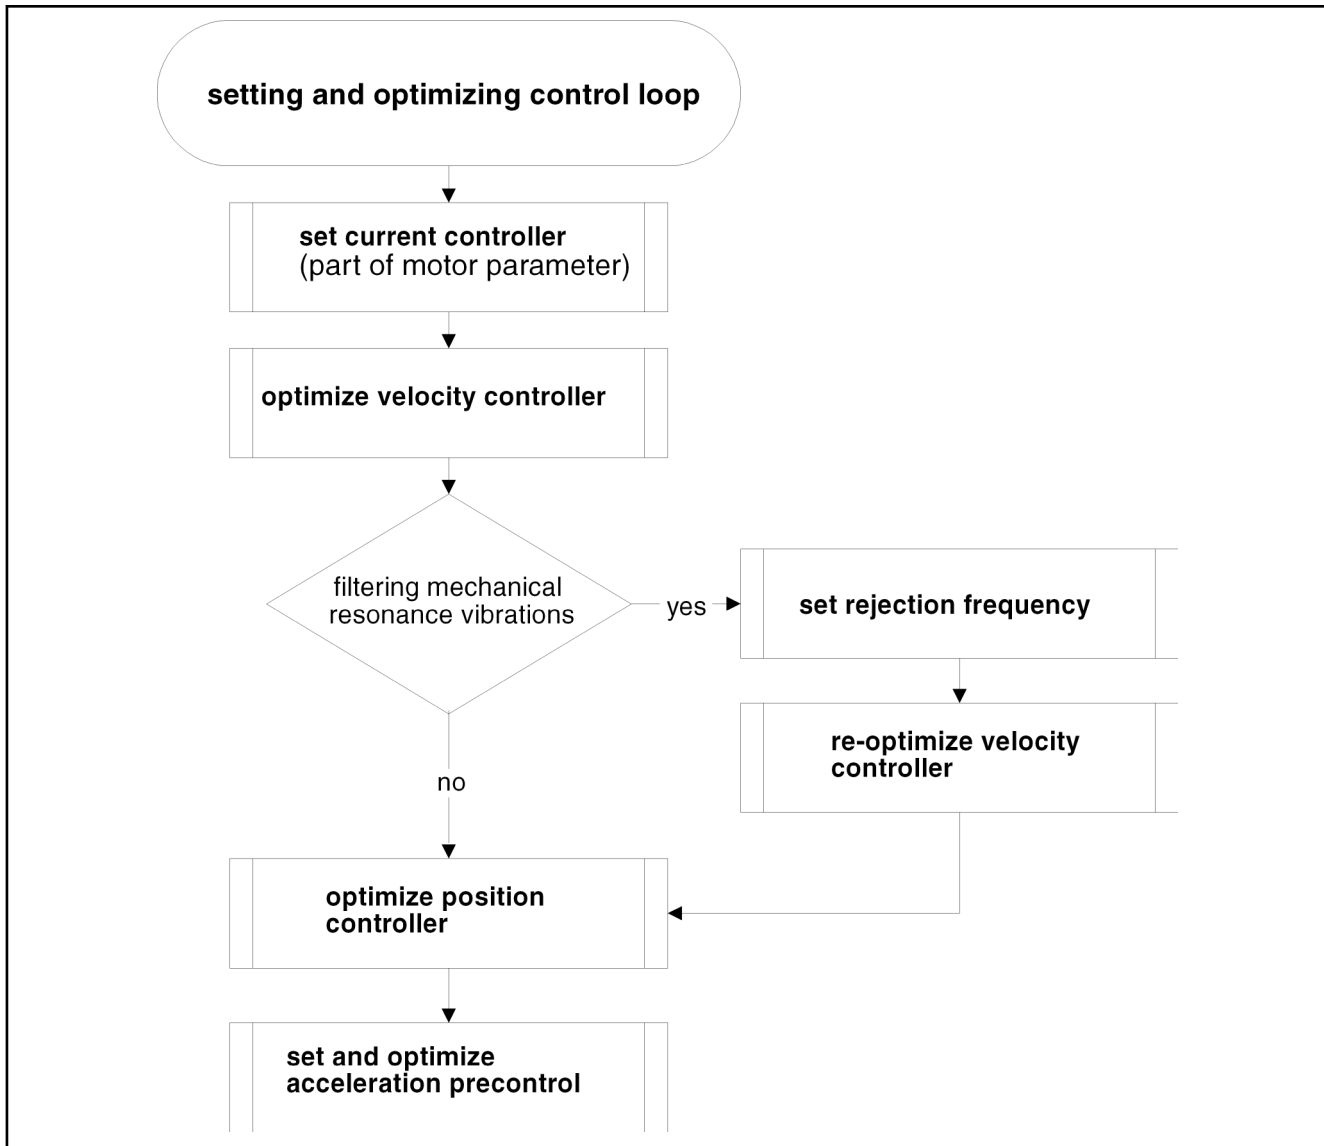 setting and optimizing control loop
set current controller
(part of motor parameter)
optimize velocity controller
filtering mechanical
resonance vibrations
yes
set rejection frequency
re-optimize velocity
controller
no
optimize position
controller
set and optimize
acceleration precontrol